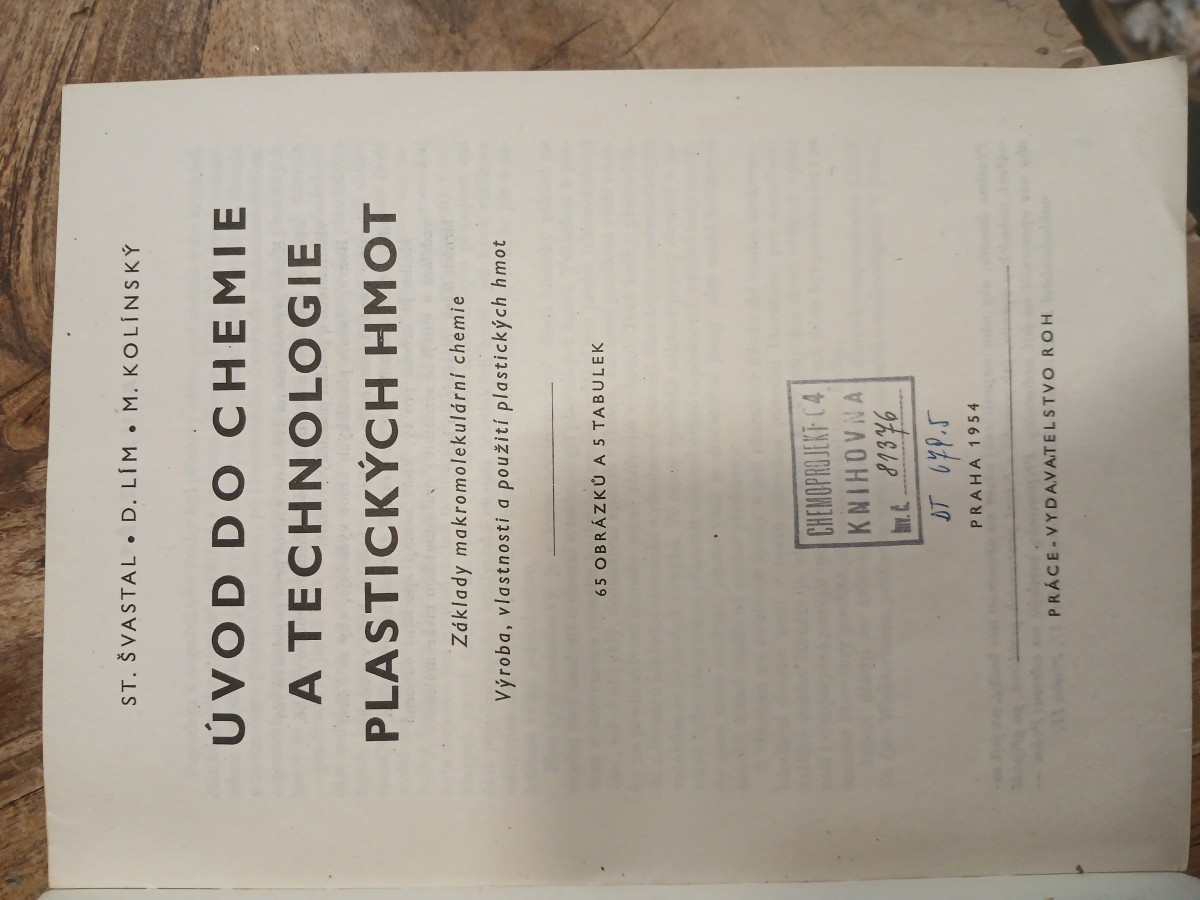 ST. ŠVASTAL • D. LÍM • M. KOLÍNSKÝ
ÚVOD DO CHEMIE
A TECHNOLOGIE
PLASTICKÝCH HMOT
Základy makromolekulární chemie
Výroba, vlastnosti a použití plastických hmot
65 OBRÁZKŮ A 5 TABULEK
CHEMOPROJEKT-C4
KNIHOVNA
Inv. č. 81376
DT 679.5
PRAHA 1954
PRÁCE - VYDAVATELSTVO ROH